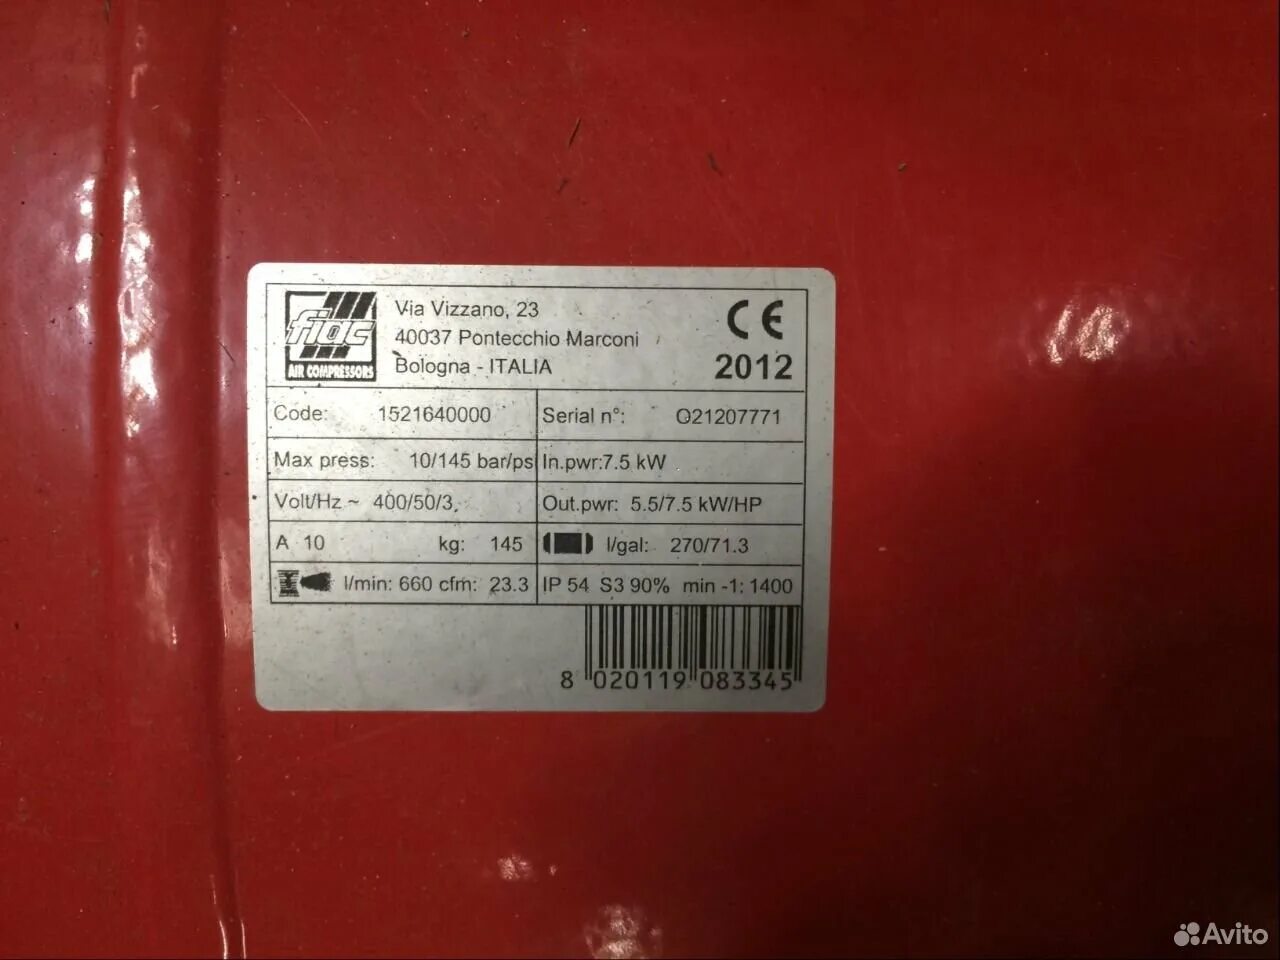 fiac
AIR COMPRESSORS
Via Vizzano, 23
40037 Pontecchio Marconi
Bologna - ITALIA
CE
2012
Code: 1521640000 Serial n°: O21207771
Max press: 10/145 bar/psi In.pwr:7.5 kW
Volt/Hz ~ 400/50/3, Out.pwr: 5.5/7.5 kW/HP
A 10 kg: 145 l/gal: 270/71.3
l/min: 660 cfm: 23.3 IP 54 S3 90% min -1: 1400
8 020119 083345
Avito